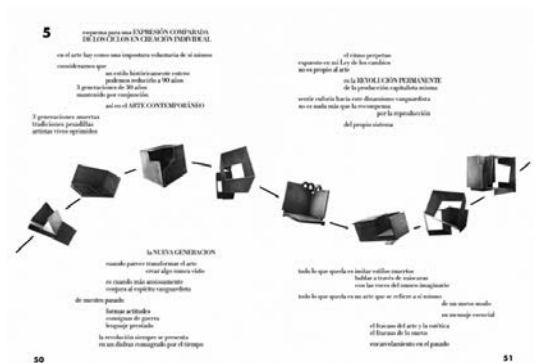 5
esquema para una EXPRESIÓN COMPARADA
DE LOS CICLOS EN CREACIÓN INDIVIDUAL
en el arte hay como una impostura voluntaria de sí mismo
consideramos que
un estilo históricamente entero
podemos reducirlo a 90 años
3 generaciones de 30 años
mantenido por conjunción
así en el ARTE CONTEMPORÁNEO
3 generaciones muertas
tradiciones pesadillas
artistas vivos oprimidos
la NUEVA GENERACION
cuando parece transformar el arte
crear algo nunca visto
es cuando más ansiosamente
conjura al espíritu vanguardista
de nuestro pasado
formas actitudes
consignas de guerra
lenguaje prestado
la revolución siempre se presenta
en un disfraz consagrado por el tiempo
50
el ritmo perpetuo
expuesto en mi Ley de los cambios
no es propio al arte
es la REVOLUCIÓN PERMANENTE
de la producción capitalista misma
sentir euforia hacia este dinamismo vanguardista
no es nada más que la recompensa
por la reproducción
del propio sistema
todo lo que queda es imitar estilos muertos
hablar a través de máscaras
con las voces del museo imaginario
todo lo que queda es un arte que se refiere a sí mismo
de un nuevo modo
su mensaje esencial
el fracaso del arte y la estética
el fracaso de lo nuevo
encarcelamiento en el pasado
51